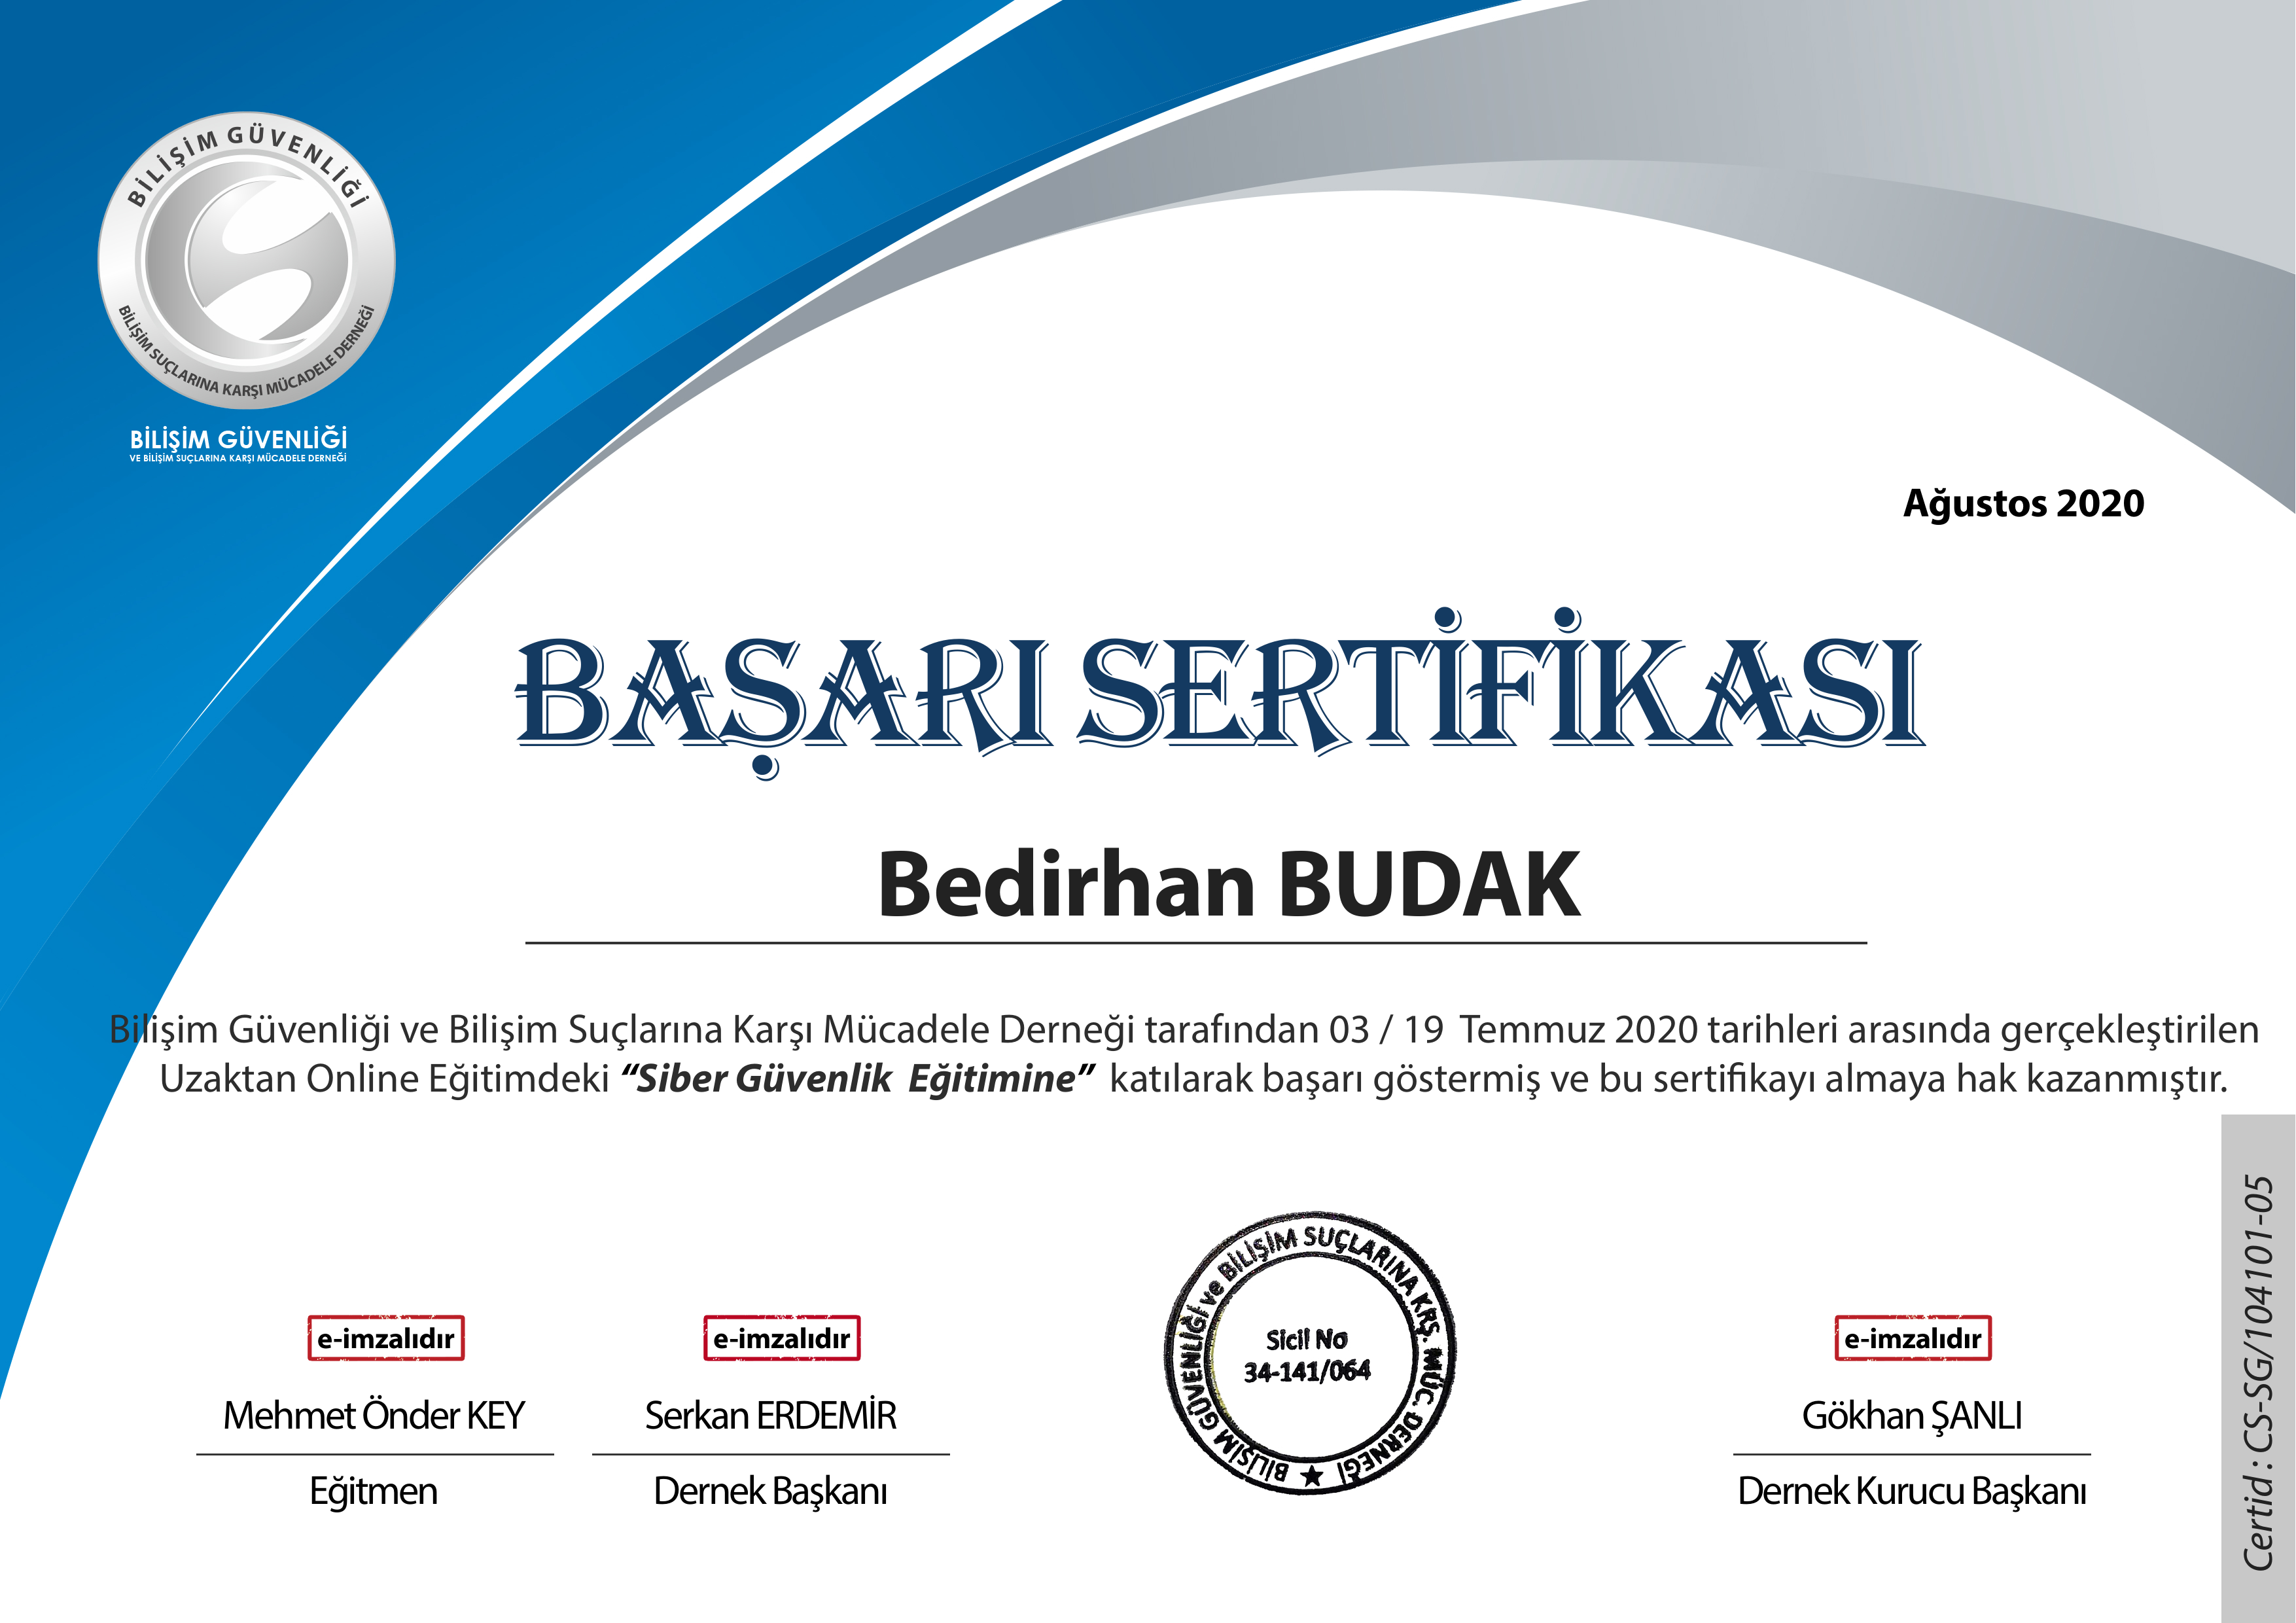 BİLİŞİM GÜVENLİĞİ
BİLİŞİM SUÇLARINA KARŞI MÜCADELE DERNEĞİ
BİLİŞİM GÜVENLİĞİ
VE BİLİŞİM SUÇLARINA KARŞI MÜCADELE DERNEĞİ
Ağustos 2020
BAŞARI SERTİFİKASI
Bedirhan BUDAK
Bilişim Güvenliği ve Bilişim Suçlarına Karşı Mücadele Derneği tarafından 03 / 19 Temmuz 2020 tarihleri arasında gerçekleştirilen
Uzaktan Online Eğitimdeki “Siber Güvenlik Eğitimine” katılarak başarı göstermiş ve bu sertifikayı almaya hak kazanmıştır.
e-imzalıdır
Mehmet Önder KEY
Eğitmen
e-imzalıdır
Serkan ERDEMİR
Dernek Başkanı
BİLİŞİM GÜVENLİĞİ ve BİLİŞİM SUÇLARINA KRŞ. MÜC. DERNEĞİ ★
Sicil No
34-141/064
e-imzalıdır
Gökhan ŞANLI
Dernek Kurucu Başkanı
Certid : CS-SG/104101-05